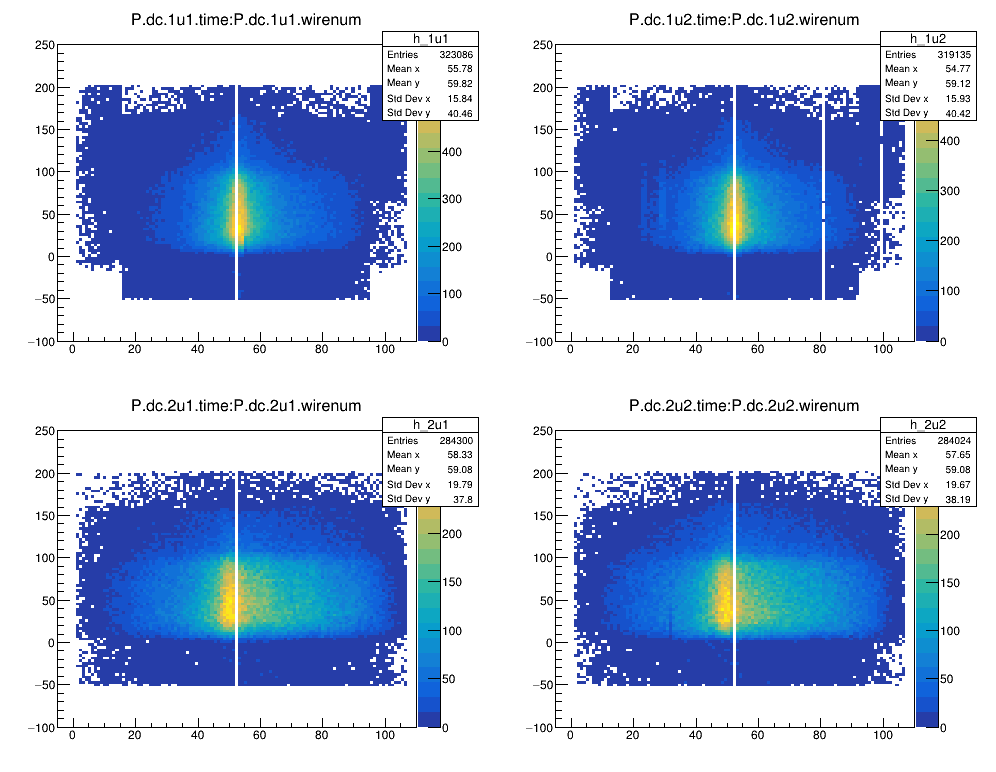 P.dc.1u1.time:P.dc.1u1.wirenum
h_1u1
Entries 323086
Mean x 55.78
Mean y 59.82
Std Dev x 15.84
Std Dev y 40.46
250
200
150
100
50
0
−50
−100
0 20 40 60 80 100
400
300
200
100
0
P.dc.1u2.time:P.dc.1u2.wirenum
h_1u2
Entries 319135
Mean x 54.77
Mean y 59.12
Std Dev x 15.93
Std Dev y 40.42
250
200
150
100
50
0
−50
−100
0 20 40 60 80 100
400
300
200
100
0
P.dc.2u1.time:P.dc.2u1.wirenum
h_2u1
Entries 284300
Mean x 58.33
Mean y 59.08
Std Dev x 19.79
Std Dev y 37.8
250
200
150
100
50
0
−50
−100
0 20 40 60 80 100
200
150
100
50
0
P.dc.2u2.time:P.dc.2u2.wirenum
h_2u2
Entries 284024
Mean x 57.65
Mean y 59.08
Std Dev x 19.67
Std Dev y 38.19
250
200
150
100
50
0
−50
−100
0 20 40 60 80 100
200
150
100
50
0